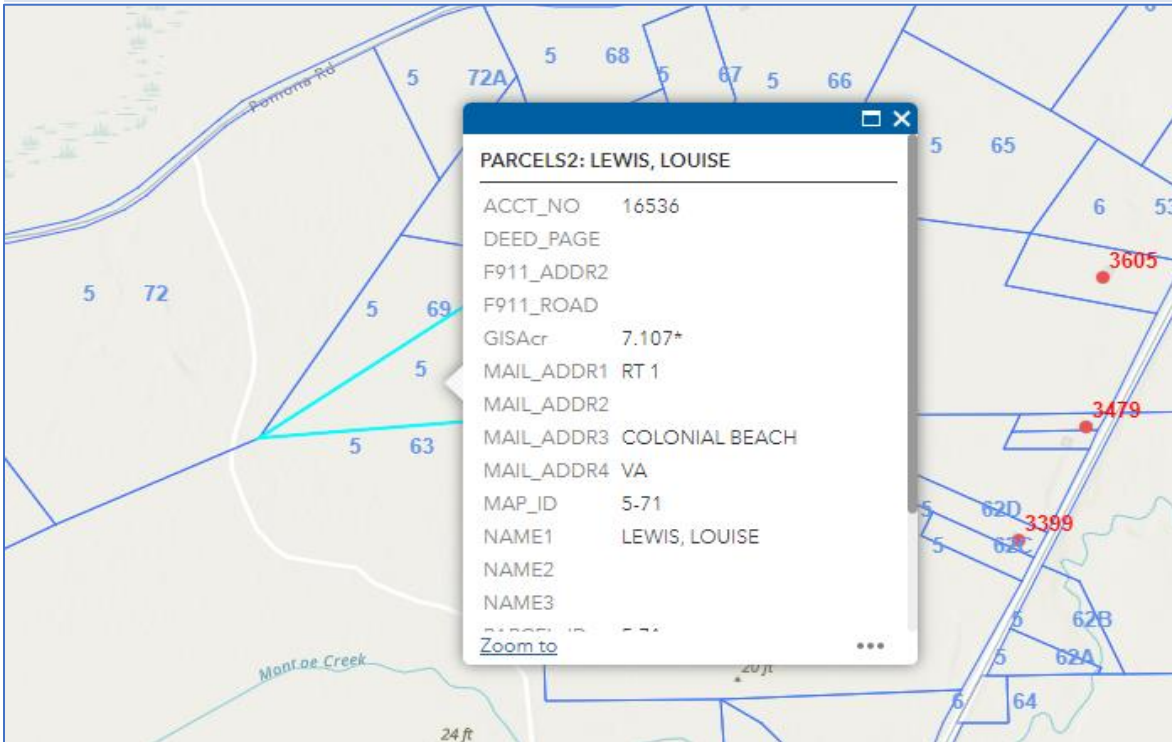 5 68
5 72A
5 67
5 66
Pomona Rd
PARCELS2: LEWIS, LOUISE
ACCT_NO 16536
DEED_PAGE
F911_ADDR2
F911_ROAD
GISAcr 7.107*
MAIL_ADDR1 RT 1
MAIL_ADDR2
MAIL_ADDR3 COLONIAL BEACH
MAIL_ADDR4 VA
MAP_ID 5-71
NAME1 LEWIS, LOUISE
NAME2
NAME3
Zoom to
5 65
6 53
3605
5 72
5 69
5
5 63
3479
5 62D
3399
5 62C
5 62B
5 62A
6 64
Monroe Creek
20 ft
24 ft